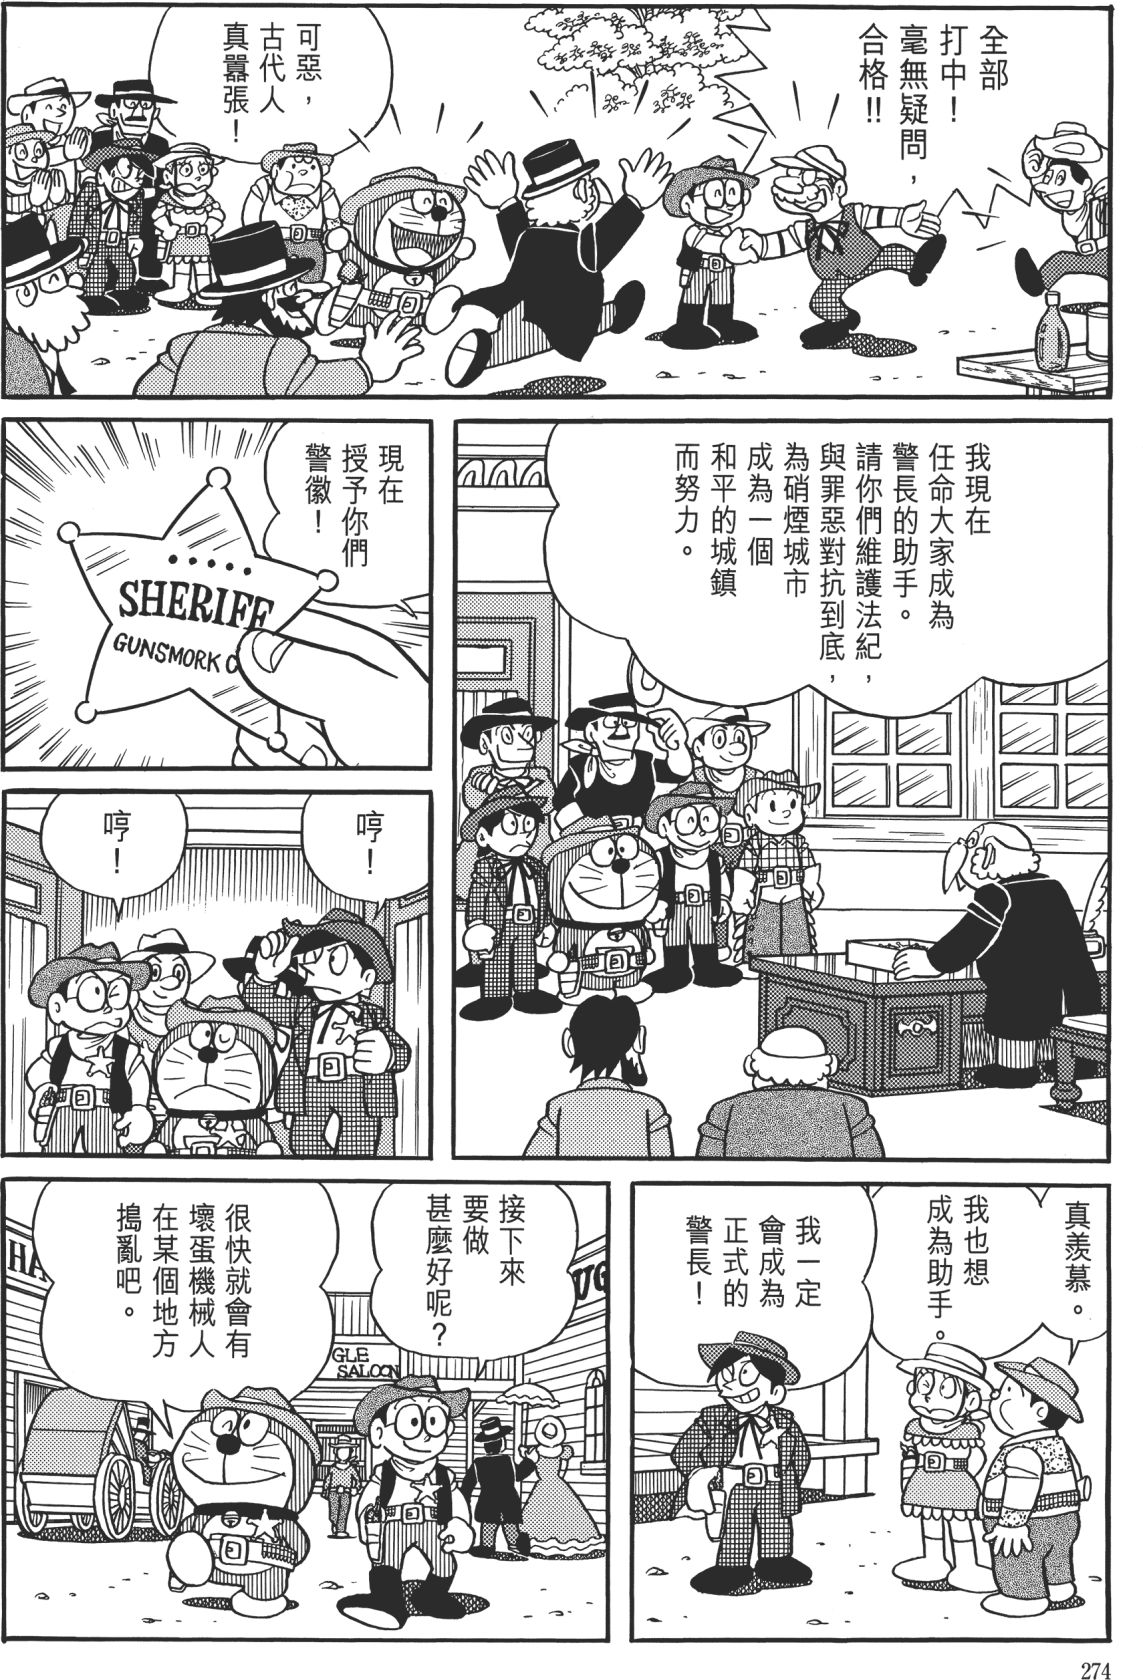 全部
打中！
毫無疑問，
合格!!
可惡，
古代人
真囂張！
我現在
任命大家成為
警長的助手。
請你們維護法紀，
與罪惡對抗到底，
為硝煙城市
成為一個
和平的城鎮
而努力。
現在
授予你們
警徽！
SHERIFF
GUNSMORK C
哼！
哼！
真羨慕。
我也想
成為助手。
我一定
會成為
正式的
警長！
接下來
要做
甚麼好呢？
很快就會有
壞蛋機械人
在某個地方
搗亂吧。
HA
GLE
SALOON
UG
274